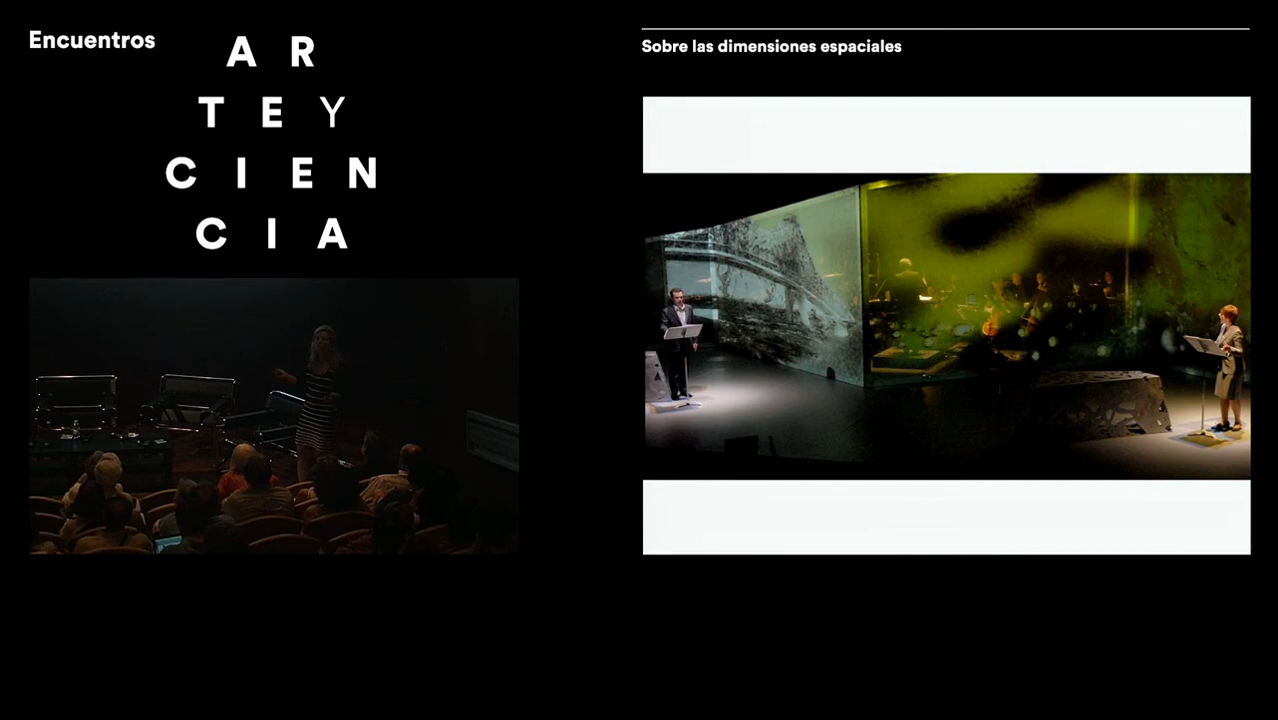 Encuentros
A R
T E Y
C I E N
C I A
Sobre las dimensiones espaciales